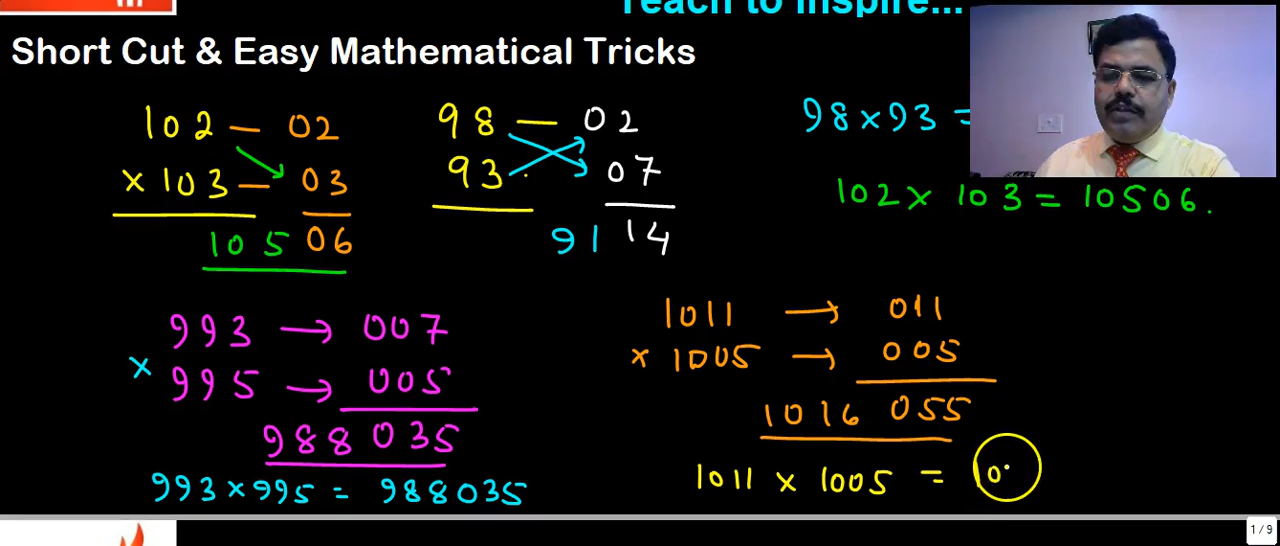 Teach to Inspire...
Short Cut & Easy Mathematical Tricks
102 — 02
× 103 — 03
105 06
98 — 02
93 07
91 14
98 × 93 =
102 × 103 = 10506.
993 → 007
× 995 → 005
988 035
993 × 995 = 988035
1011 → 011
× 1005 → 005
1016 055
1011 × 1005 = 10
1/9